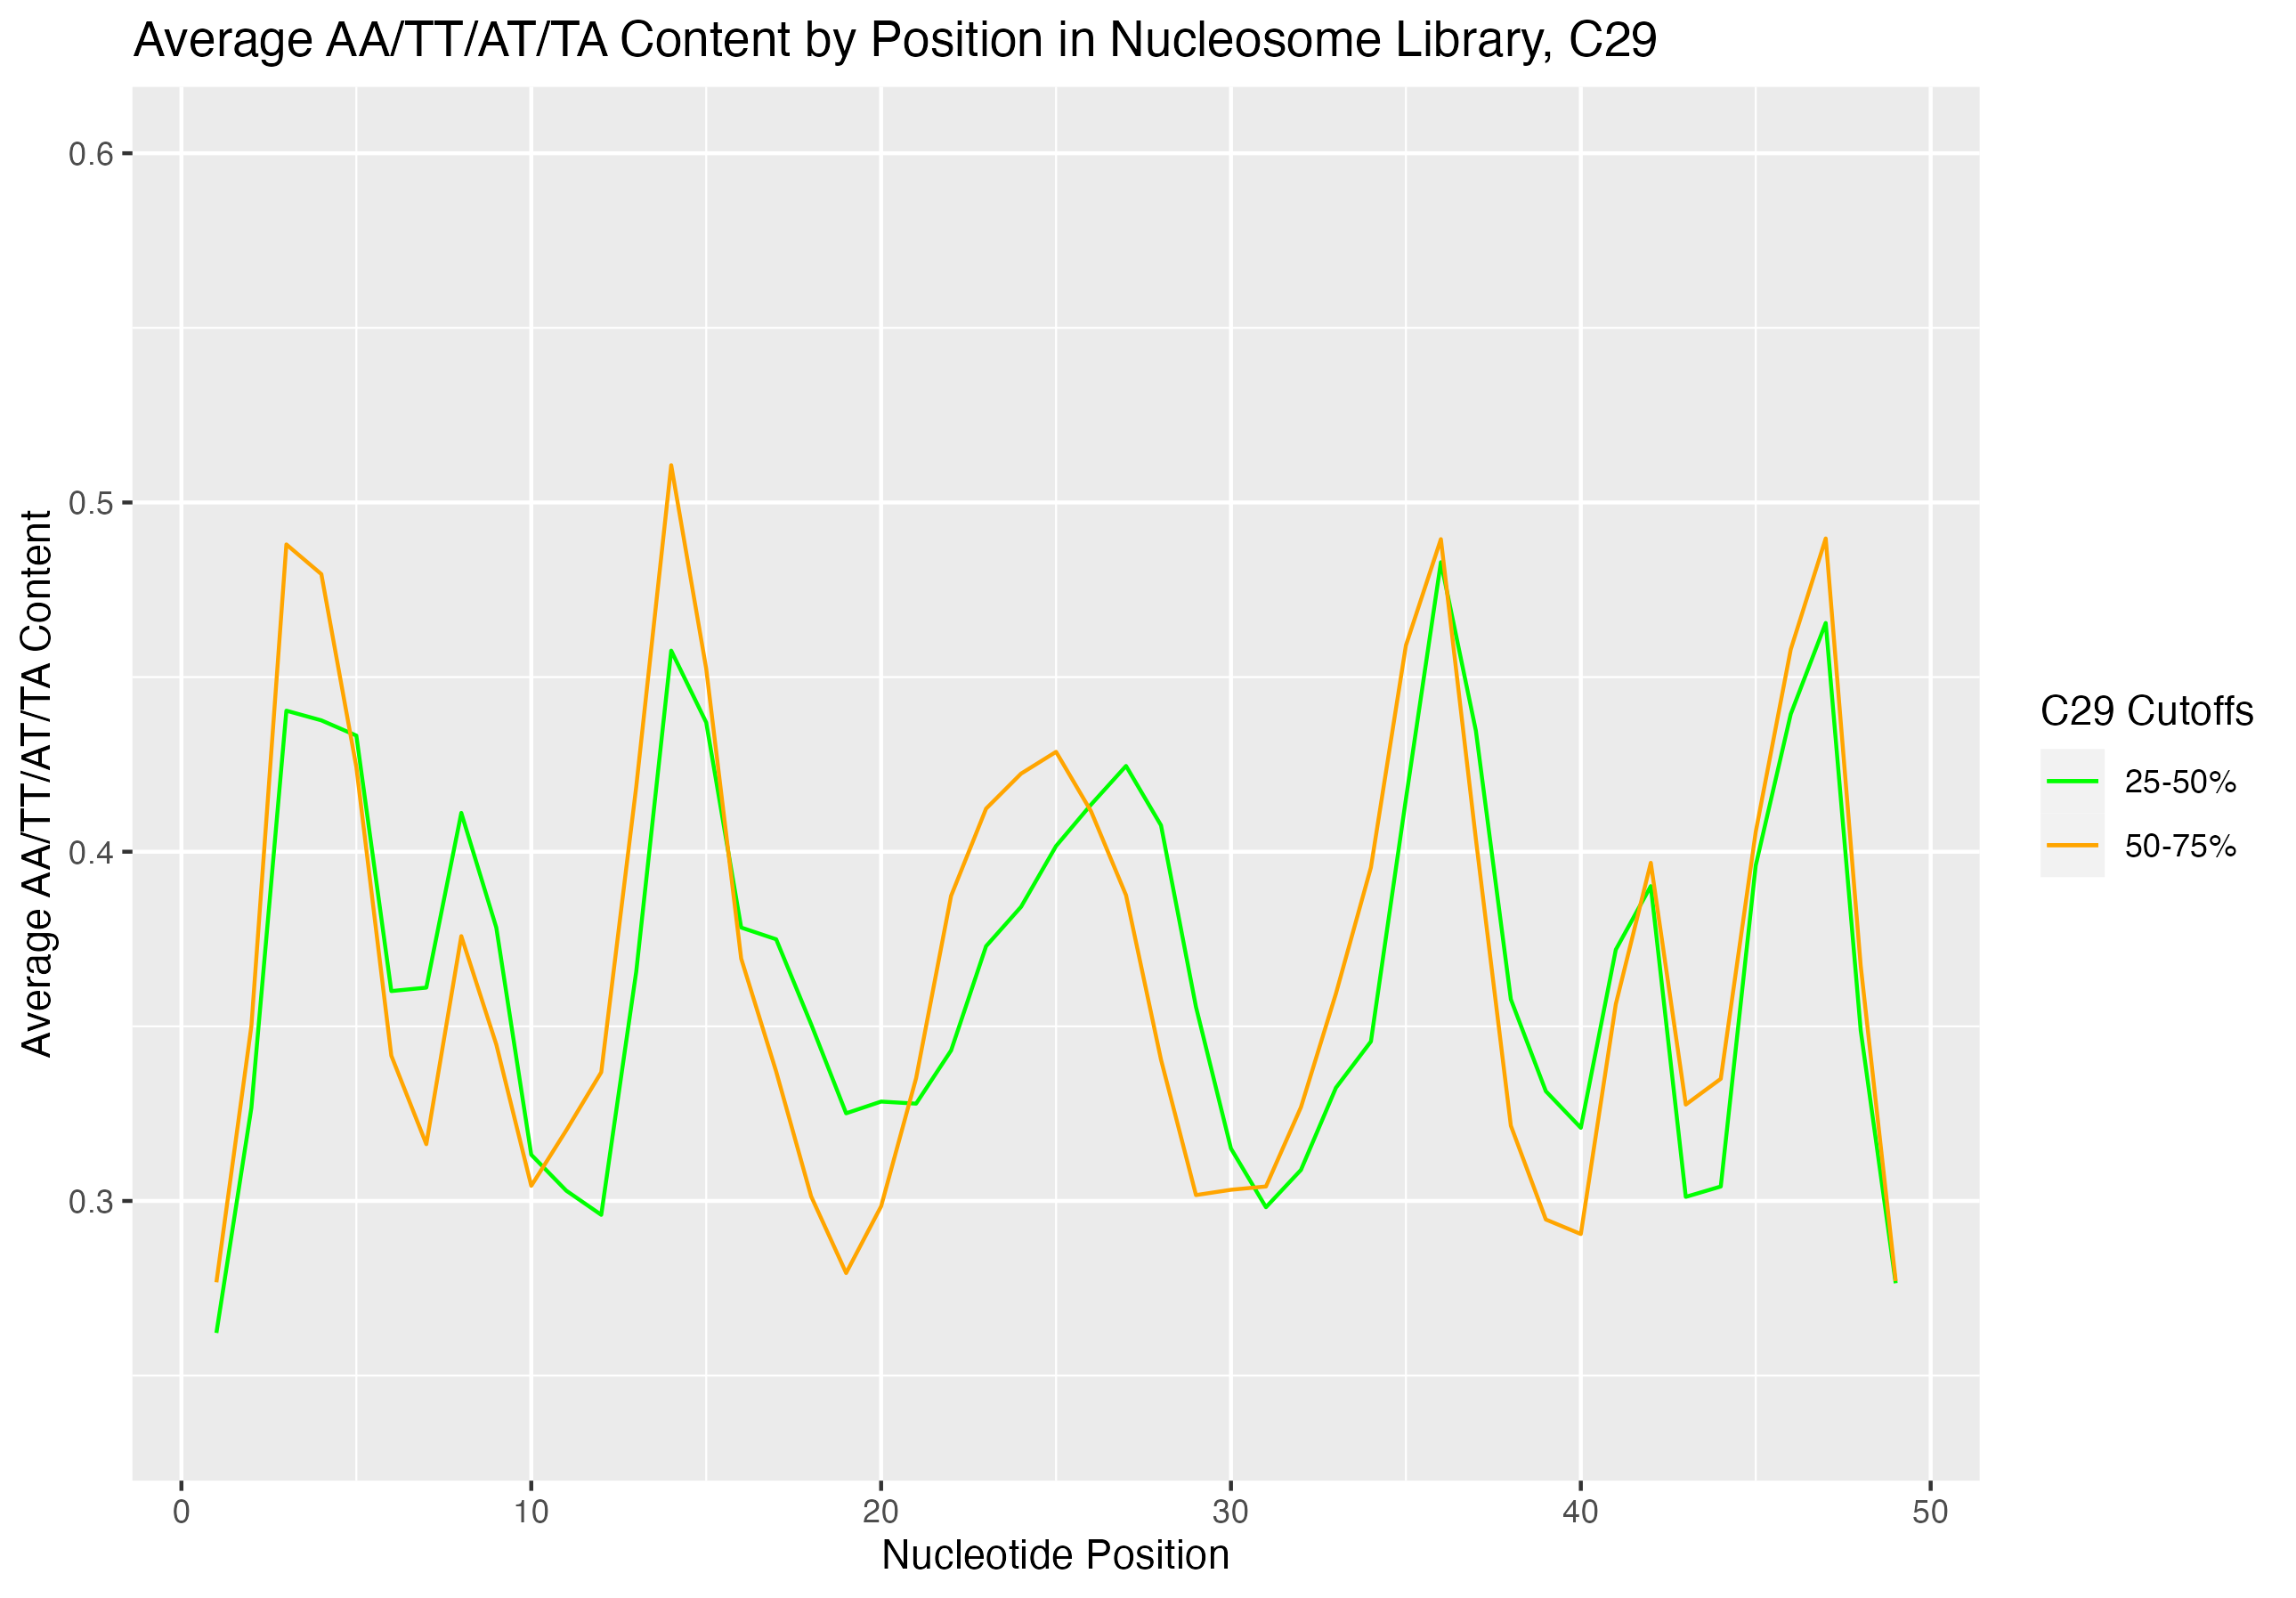 Average AA/TT/AT/TA Content by Position in Nucleosome Library, C29
Average AA/TT/AT/TA Content
0.6
0.5
0.4
0.3
0 10 20 30 40 50
Nucleotide Position
C29 Cutoffs
25-50%
50-75%